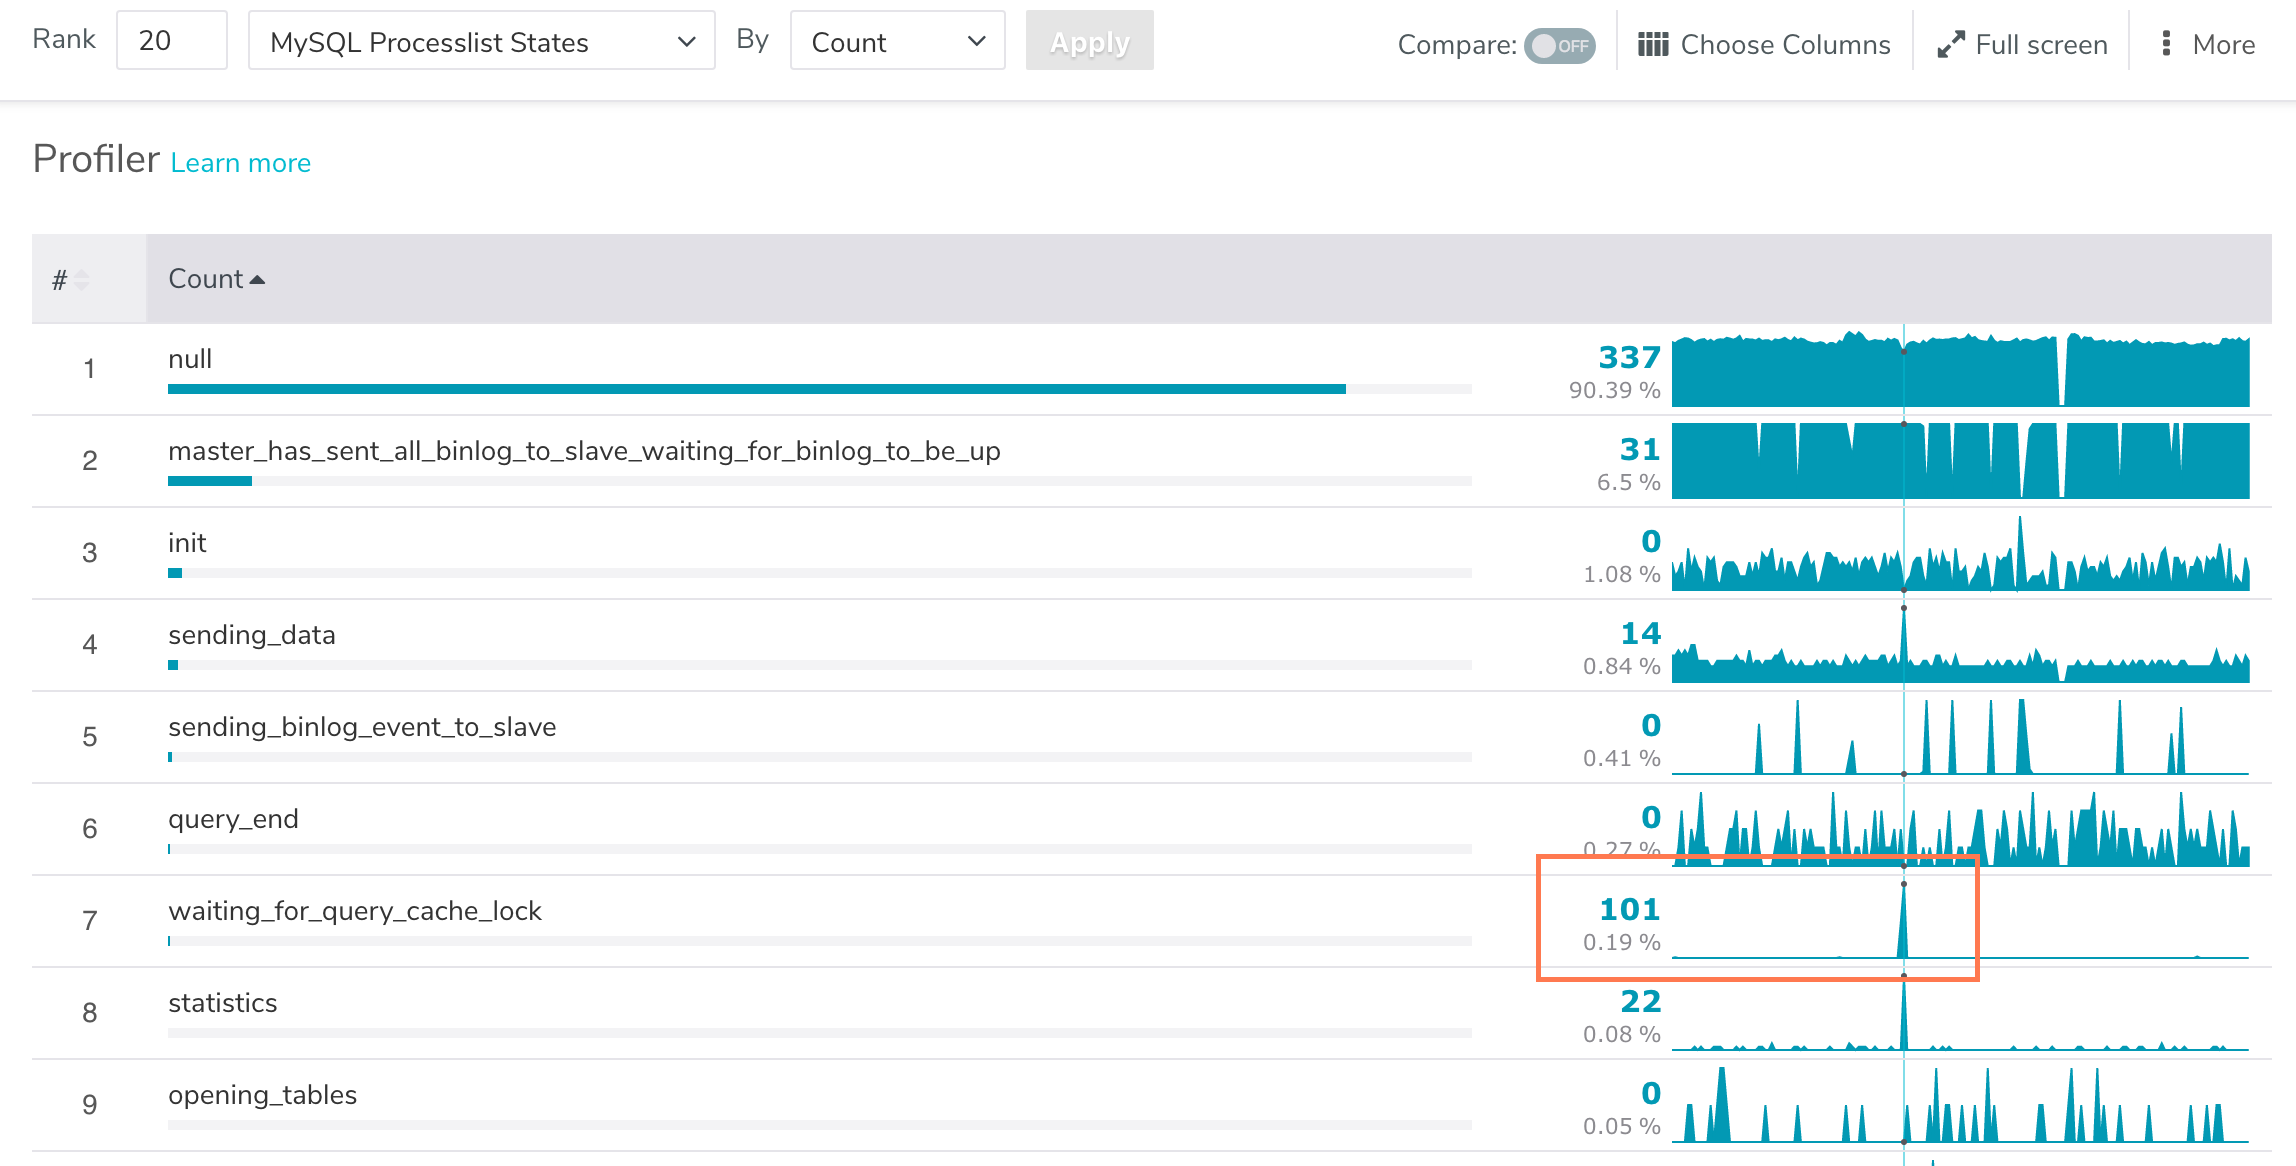 Rank 20 MySQL Processlist States By Count Apply Compare: OFF Choose Columns Full screen More
Profiler Learn more
# Count
1 null 337
90.39 %
2 master_has_sent_all_binlog_to_slave_waiting_for_binlog_to_be_up 31
6.5 %
3 init 0
1.08 %
4 sending_data 14
0.84 %
5 sending_binlog_event_to_slave 0
0.41 %
6 query_end 0
0.27 %
7 waiting_for_query_cache_lock 101
0.19 %
8 statistics 22
0.08 %
9 opening_tables 0
0.05 %